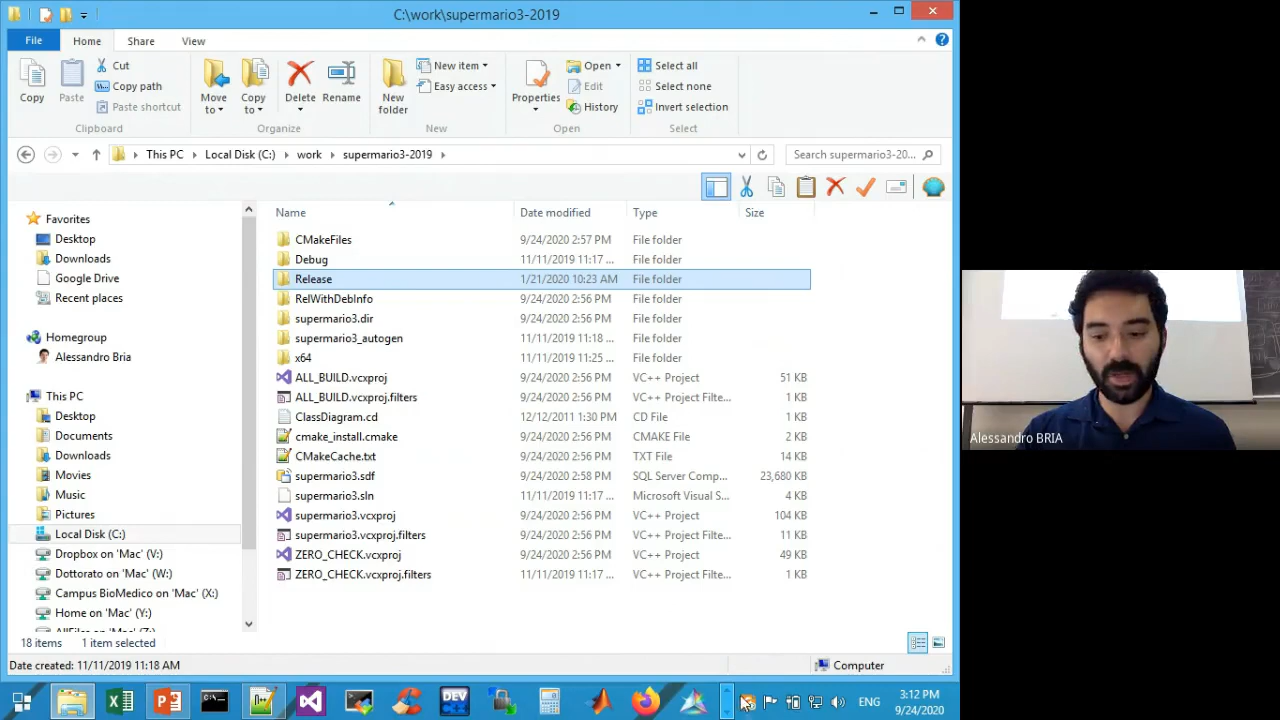 C:\work\supermario3-2019
File Home Share View
Copy Paste Cut Copy path Paste shortcut Move to Copy to Delete Rename New folder New item Easy access Properties Open Edit History Select all Select none Invert selection
Clipboard Organize New Open Select
This PC Local Disk (C:) work supermario3-2019 Search supermario3-20...
Name Date modified Type Size
CMakeFiles 9/24/2020 2:57 PM File folder
Debug 11/11/2019 11:17 ... File folder
Release 1/21/2020 10:23 AM File folder
RelWithDebInfo 9/24/2020 2:56 PM File folder
supermario3.dir 9/24/2020 2:56 PM File folder
supermario3_autogen 11/11/2019 11:18 ... File folder
x64 11/11/2019 11:25 ... File folder
ALL_BUILD.vcxproj 9/24/2020 2:56 PM VC++ Project 51 KB
ALL_BUILD.vcxproj.filters 9/24/2020 2:56 PM VC++ Project Filte... 1 KB
ClassDiagram.cd 12/12/2011 1:30 PM CD File 1 KB
cmake_install.cmake 9/24/2020 2:56 PM CMAKE File 2 KB
CMakeCache.txt 9/24/2020 2:56 PM TXT File 14 KB
supermario3.sdf 9/24/2020 2:58 PM SQL Server Comp... 23,680 KB
supermario3.sln 11/11/2019 11:17 ... Microsoft Visual S... 4 KB
supermario3.vcxproj 9/24/2020 2:56 PM VC++ Project 104 KB
supermario3.vcxproj.filters 9/24/2020 2:56 PM VC++ Project Filte... 11 KB
ZERO_CHECK.vcxproj 9/24/2020 2:56 PM VC++ Project 49 KB
ZERO_CHECK.vcxproj.filters 11/11/2019 11:17 ... VC++ Project Filte... 1 KB
Favorites
Desktop
Downloads
Google Drive
Recent places
Homegroup
Alessandro Bria
This PC
Desktop
Documents
Downloads
Movies
Music
Pictures
Local Disk (C:)
Dropbox on 'Mac' (V:)
Dottorato on 'Mac' (W:)
Campus BioMedico on 'Mac' (X:)
Home on 'Mac' (Y:)
AllFiles on 'Mac' (Z:)
18 items 1 item selected
Date created: 11/11/2019 11:18 AM Computer
DEV ENG 3:12 PM
9/24/2020
Alessandro BRIA